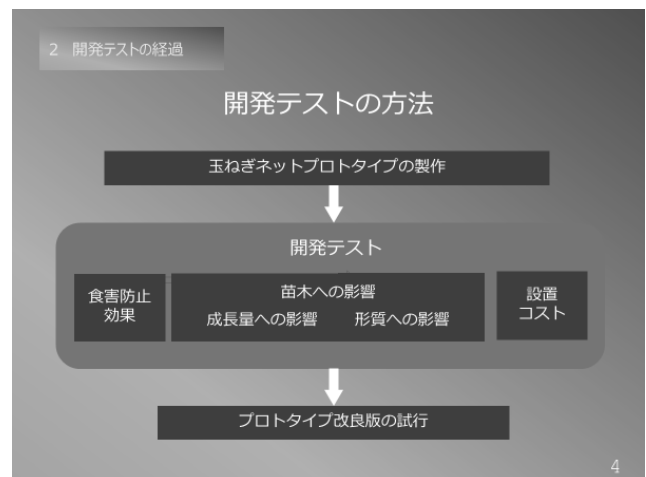 2 開発テストの経過
開発テストの方法
玉ねぎネットプロトタイプの製作
開発テスト
食害防止
効果
苗木への影響
成長量への影響 形質への影響
設置
コスト
プロトタイプ改良版の試行
4